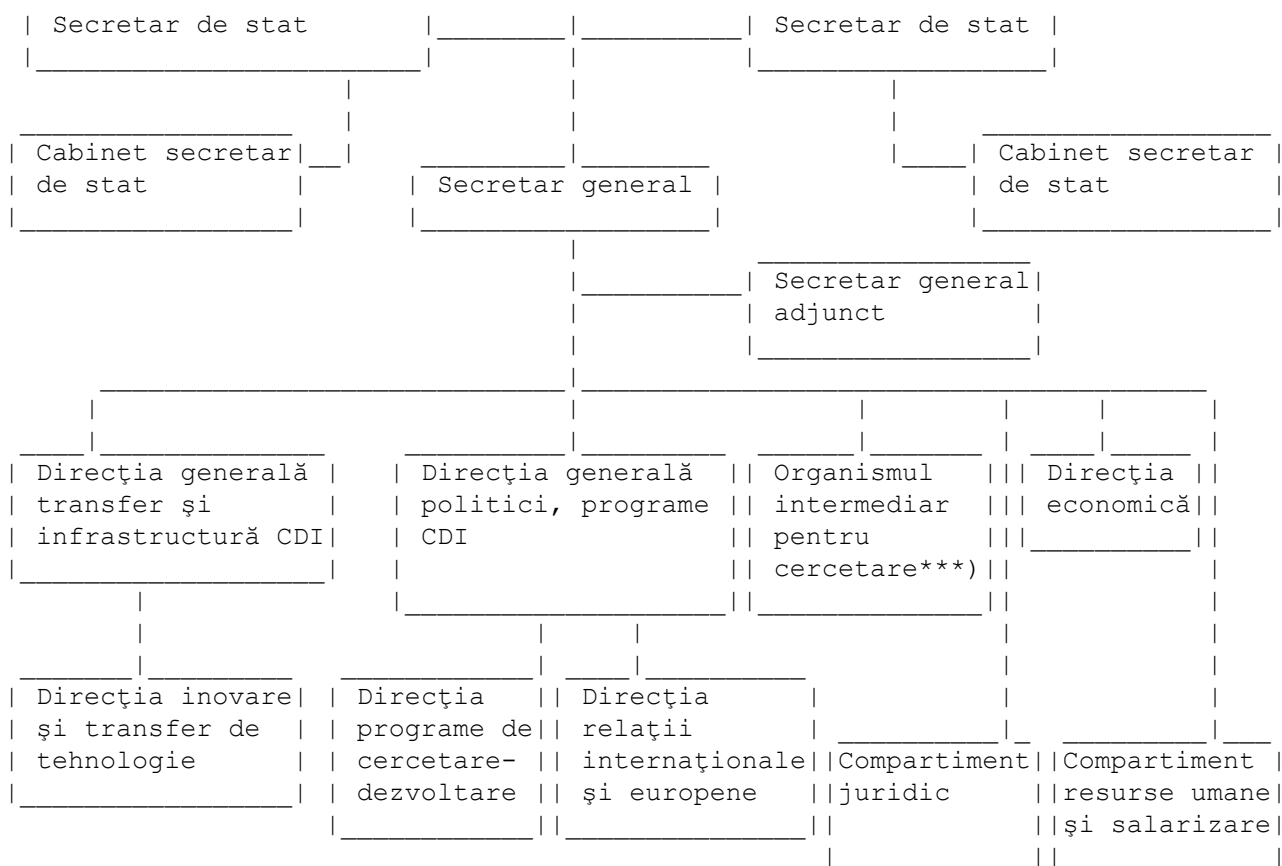 Secretar de stat Secretar de stat
Cabinet secretar Cabinet secretar
de stat Secretar general de stat
Secretar general
adjunct
Direcţia generală Direcţia generală Organismul Direcţia
transfer şi politici, programe intermediar economică
infrastructură CDI CDI pentru
cercetare***)
Direcţia inovare Direcţia Direcţia
şi transfer de programe de relaţii
tehnologie cercetare- internaţionale Compartiment Compartiment
dezvoltare şi europene juridic resurse umane
şi salarizare